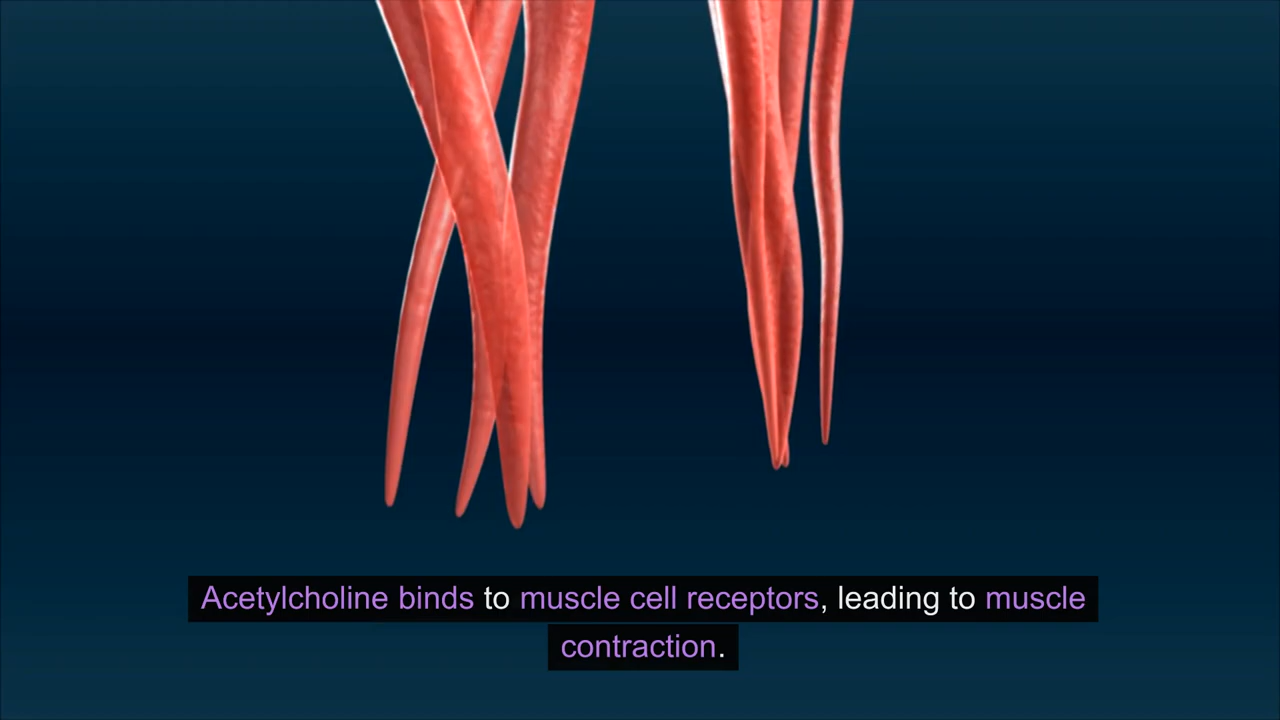 Acetylcholine binds to muscle cell receptors, leading to muscle
contraction.